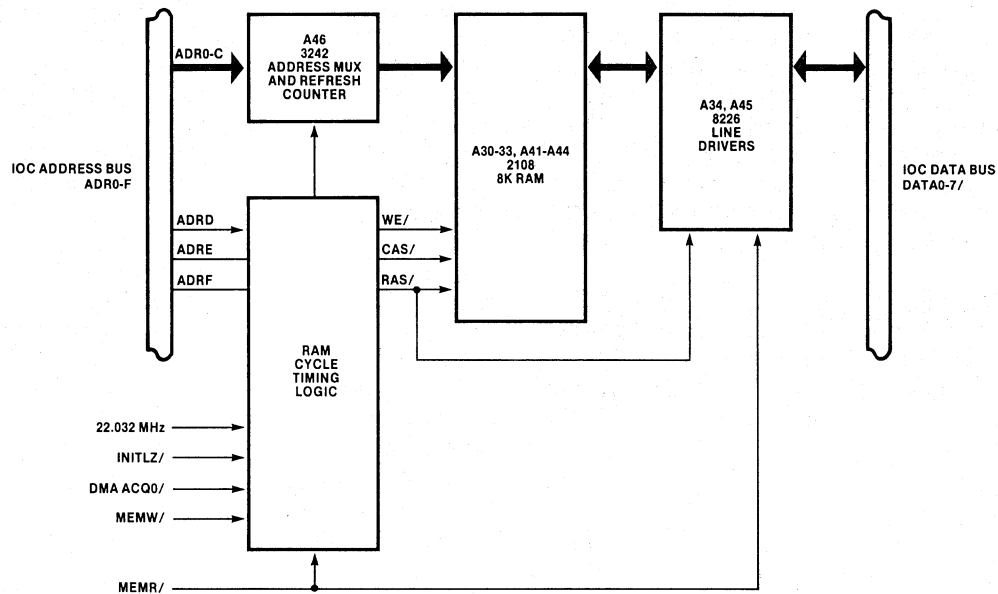 ADR0-C
A46
3242
ADDRESS MUX
AND REFRESH
COUNTER
A30-33, A41-A44
2108
8K RAM
A34, A45
8226
LINE
DRIVERS
IOC ADDRESS BUS
ADR0-F
IOC DATA BUS
DATA0-7/
ADRD
ADRE
ADRF
WE/
CAS/
RAS/
RAM
CYCLE
TIMING
LOGIC
22.032 MHz
INITLZ/
DMA ACQ0/
MEMW/
MEMR/